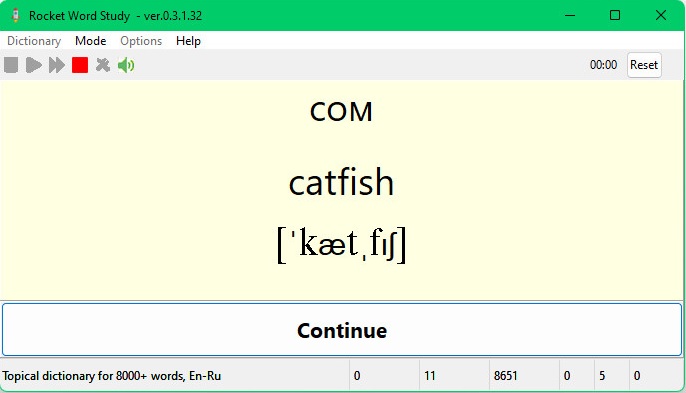 Rocket Word Study - ver.0.3.1.32
Dictionary Mode Options Help
00:00 Reset
сом
catfish
[ˈkætˌfɪʃ]
Continue
Topical dictionary for 8000+ words, En-Ru 0 11 8651 0 5 0